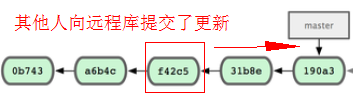 其他人向远程库提交了更新
master
0b743
a6b4c
f42c5
31b8e
190a3